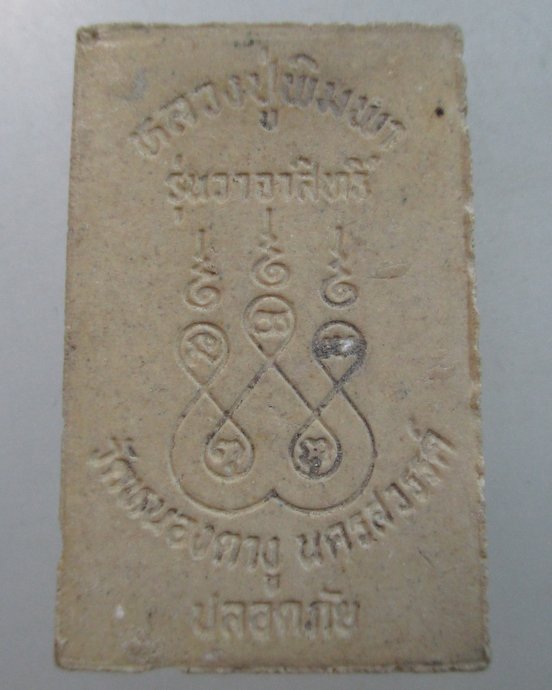 หลวงปู่พิมพา
รุ่นวาจาสิทธิ์
วัดหนองตางู นครสวรรค์
ปลอดภัย